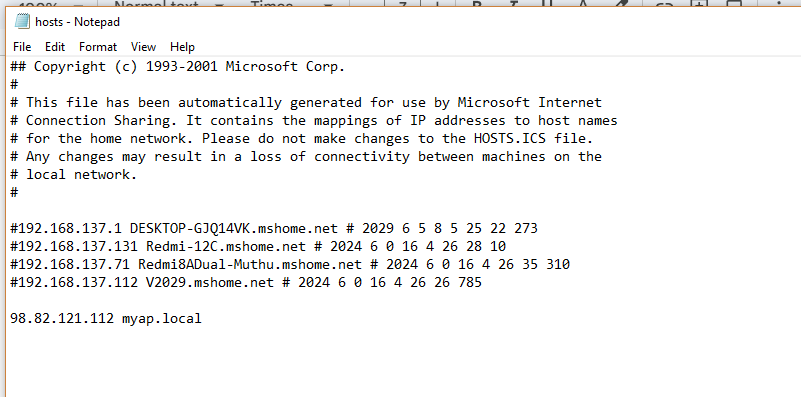 100%
Normal text
Times
hosts - Notepad
File Edit Format View Help
## Copyright (c) 1993-2001 Microsoft Corp.
#
# This file has been automatically generated for use by Microsoft Internet
# Connection Sharing. It contains the mappings of IP addresses to host names
# for the home network. Please do not make changes to the HOSTS.ICS file.
# Any changes may result in a loss of connectivity between machines on the
# local network.
#
#192.168.137.1 DESKTOP-GJQ14VK.mshome.net # 2029 6 5 8 5 25 22 273
#192.168.137.131 Redmi-12C.mshome.net # 2024 6 0 16 4 26 28 10
#192.168.137.71 Redmi8ADual-Muthu.mshome.net # 2024 6 0 16 4 26 35 310
#192.168.137.112 V2029.mshome.net # 2024 6 0 16 4 26 26 785
98.82.121.112 myap.local